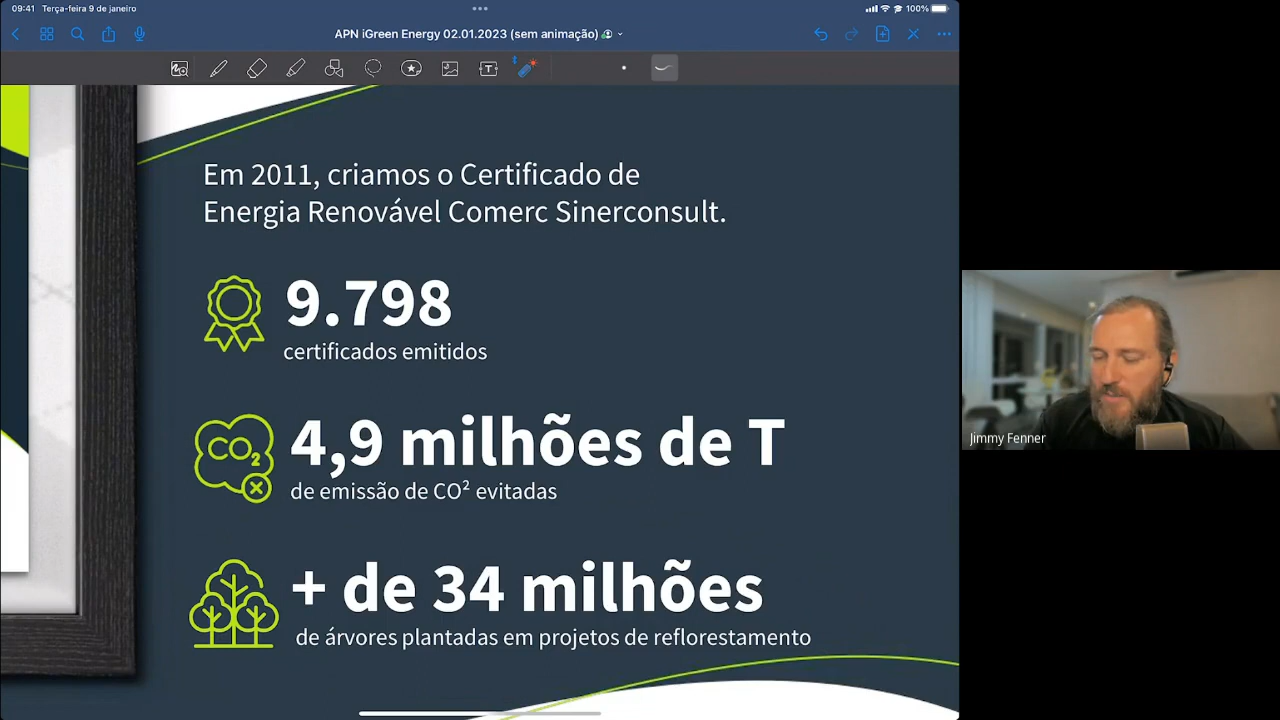 09:41 Terça-feira 9 de janeiro
100%
APN iGreen Energy 02.01.2023 (sem animação)
T
Em 2011, criamos o Certificado de
Energia Renovável Comerc Sinerconsult.
9.798
certificados emitidos
CO₂
4,9 milhões de T
de emissão de CO² evitadas
+ de 34 milhões
de árvores plantadas em projetos de reflorestamento
Jimmy Fenner